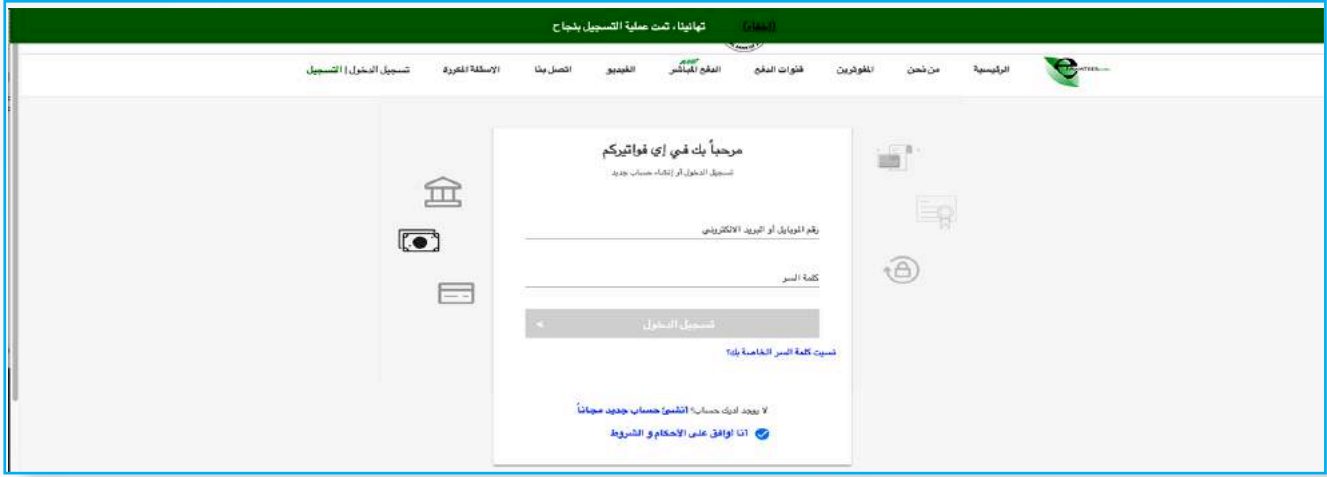 تهانينا، تمت عملية التسجيل بنجاح (إخفاء)
الرئيسية من نحن المفوترين قنوات الدفع الدفع المباشر الفيديو اتصل بنا الاسئلة المكررة تسجيل الدخول | التسجيل
مرحباً بك في إي فواتيركم
تسجيل الدخول أو إنشاء حساب جديد
رقم الموبايل أو البريد الالكتروني
كلمة السر
تسجيل الدخول >
نسيت كلمة السر الخاصة بك؟
لا يوجد لديك حساب؟ أنشئ حساب جديد مجاناً
أنا اوافق على الأحكام و الشروط